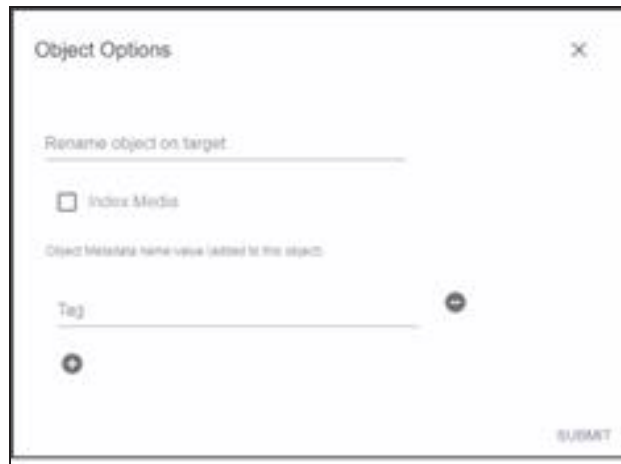 Object Options
Rename object on target
Index Media
Object Metadata name value (added to this object)
Tag
SUBMIT